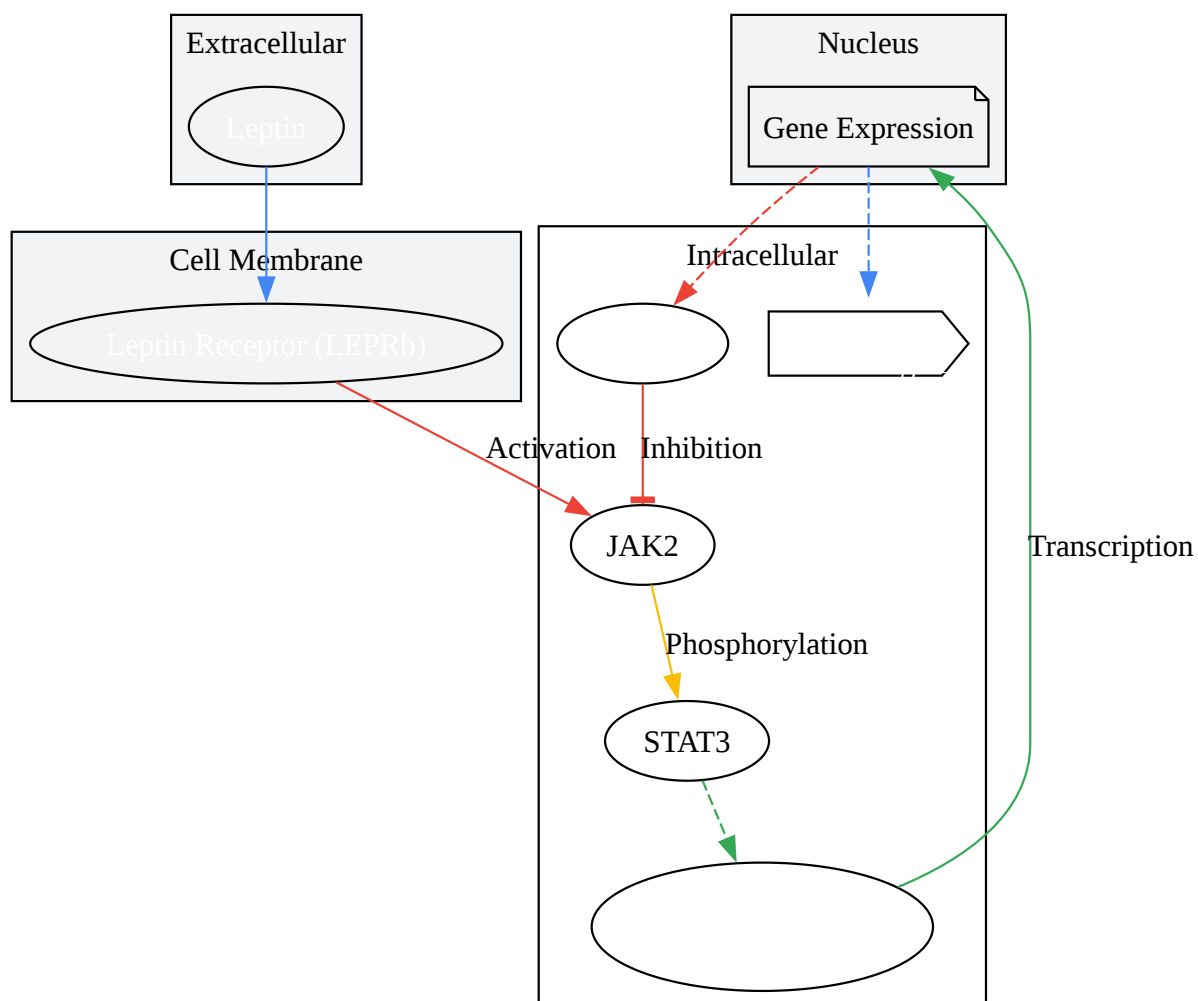 Extracellular
Nucleus
Leptin
Gene Expression
Cell Membrane
Intracellular
Leptin Receptor (LEPRb)
Activation
Inhibition
JAK2
Transcription
Phosphorylation
STAT3